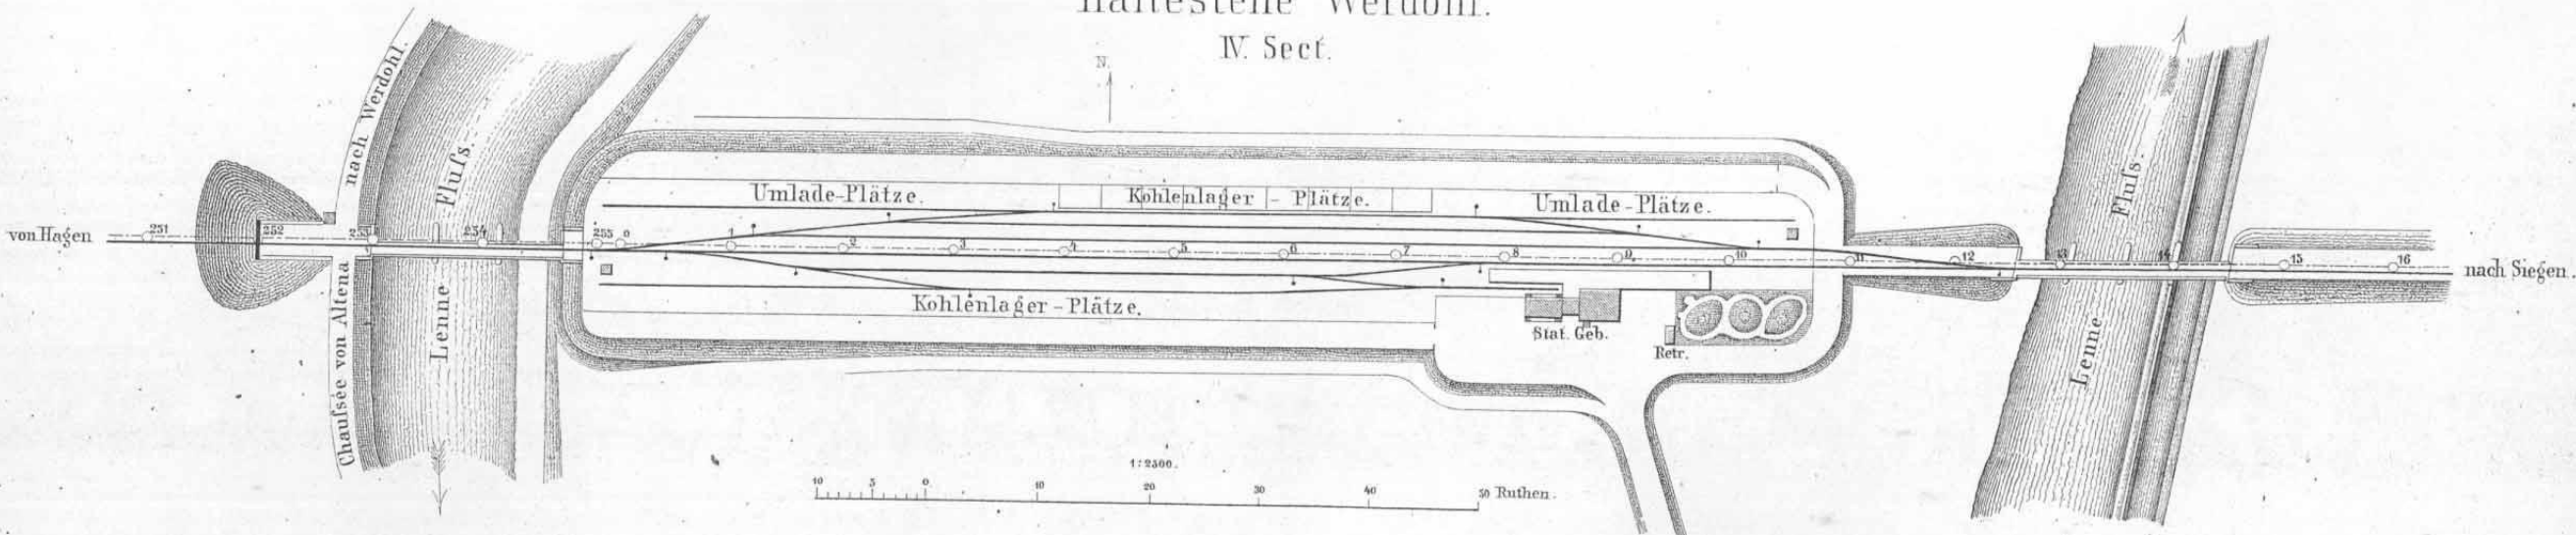 Haltestelle Werdohl.
IV. Sect.
N.
nach Werdohl.
Chauſsée von Altena
Lenne Fluſs.
von Hagen
251 252 253 254 255 0 1 2 3 4 5 6 7 8 9 10 11 12 13 14 15 16
nach Siegen.
Umlade-Plätze.
Kohlenlager - Plätze.
Umlade-Plätze.
Kohlenlager-Plätze.
Stat. Geb.
Retr.
Lenne Fluſs.
1:2500.
10 5 0 10 20 30 40 50 Ruthen.